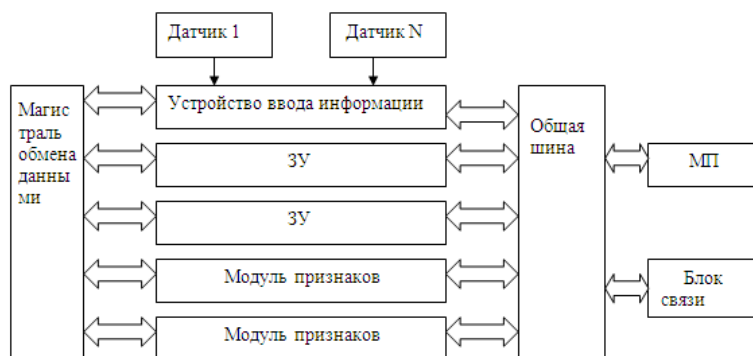 Датчик 1
Датчик N
Магис
траль
обмена
данны
ми
Устройство ввода информации
ЗУ
ЗУ
Модуль признаков
Модуль признаков
Общая
шина
МП
Блок
связи